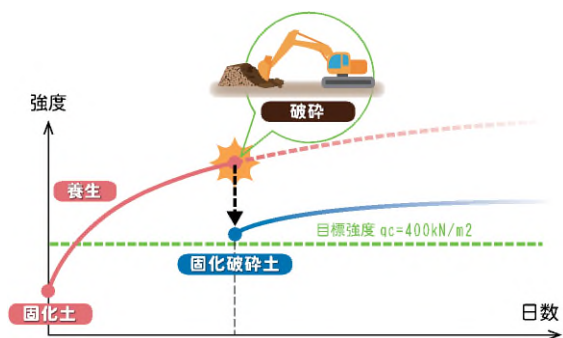 破砕
強度
養生
目標強度 qc=400kN/m2
固化破砕土
固化土
日数